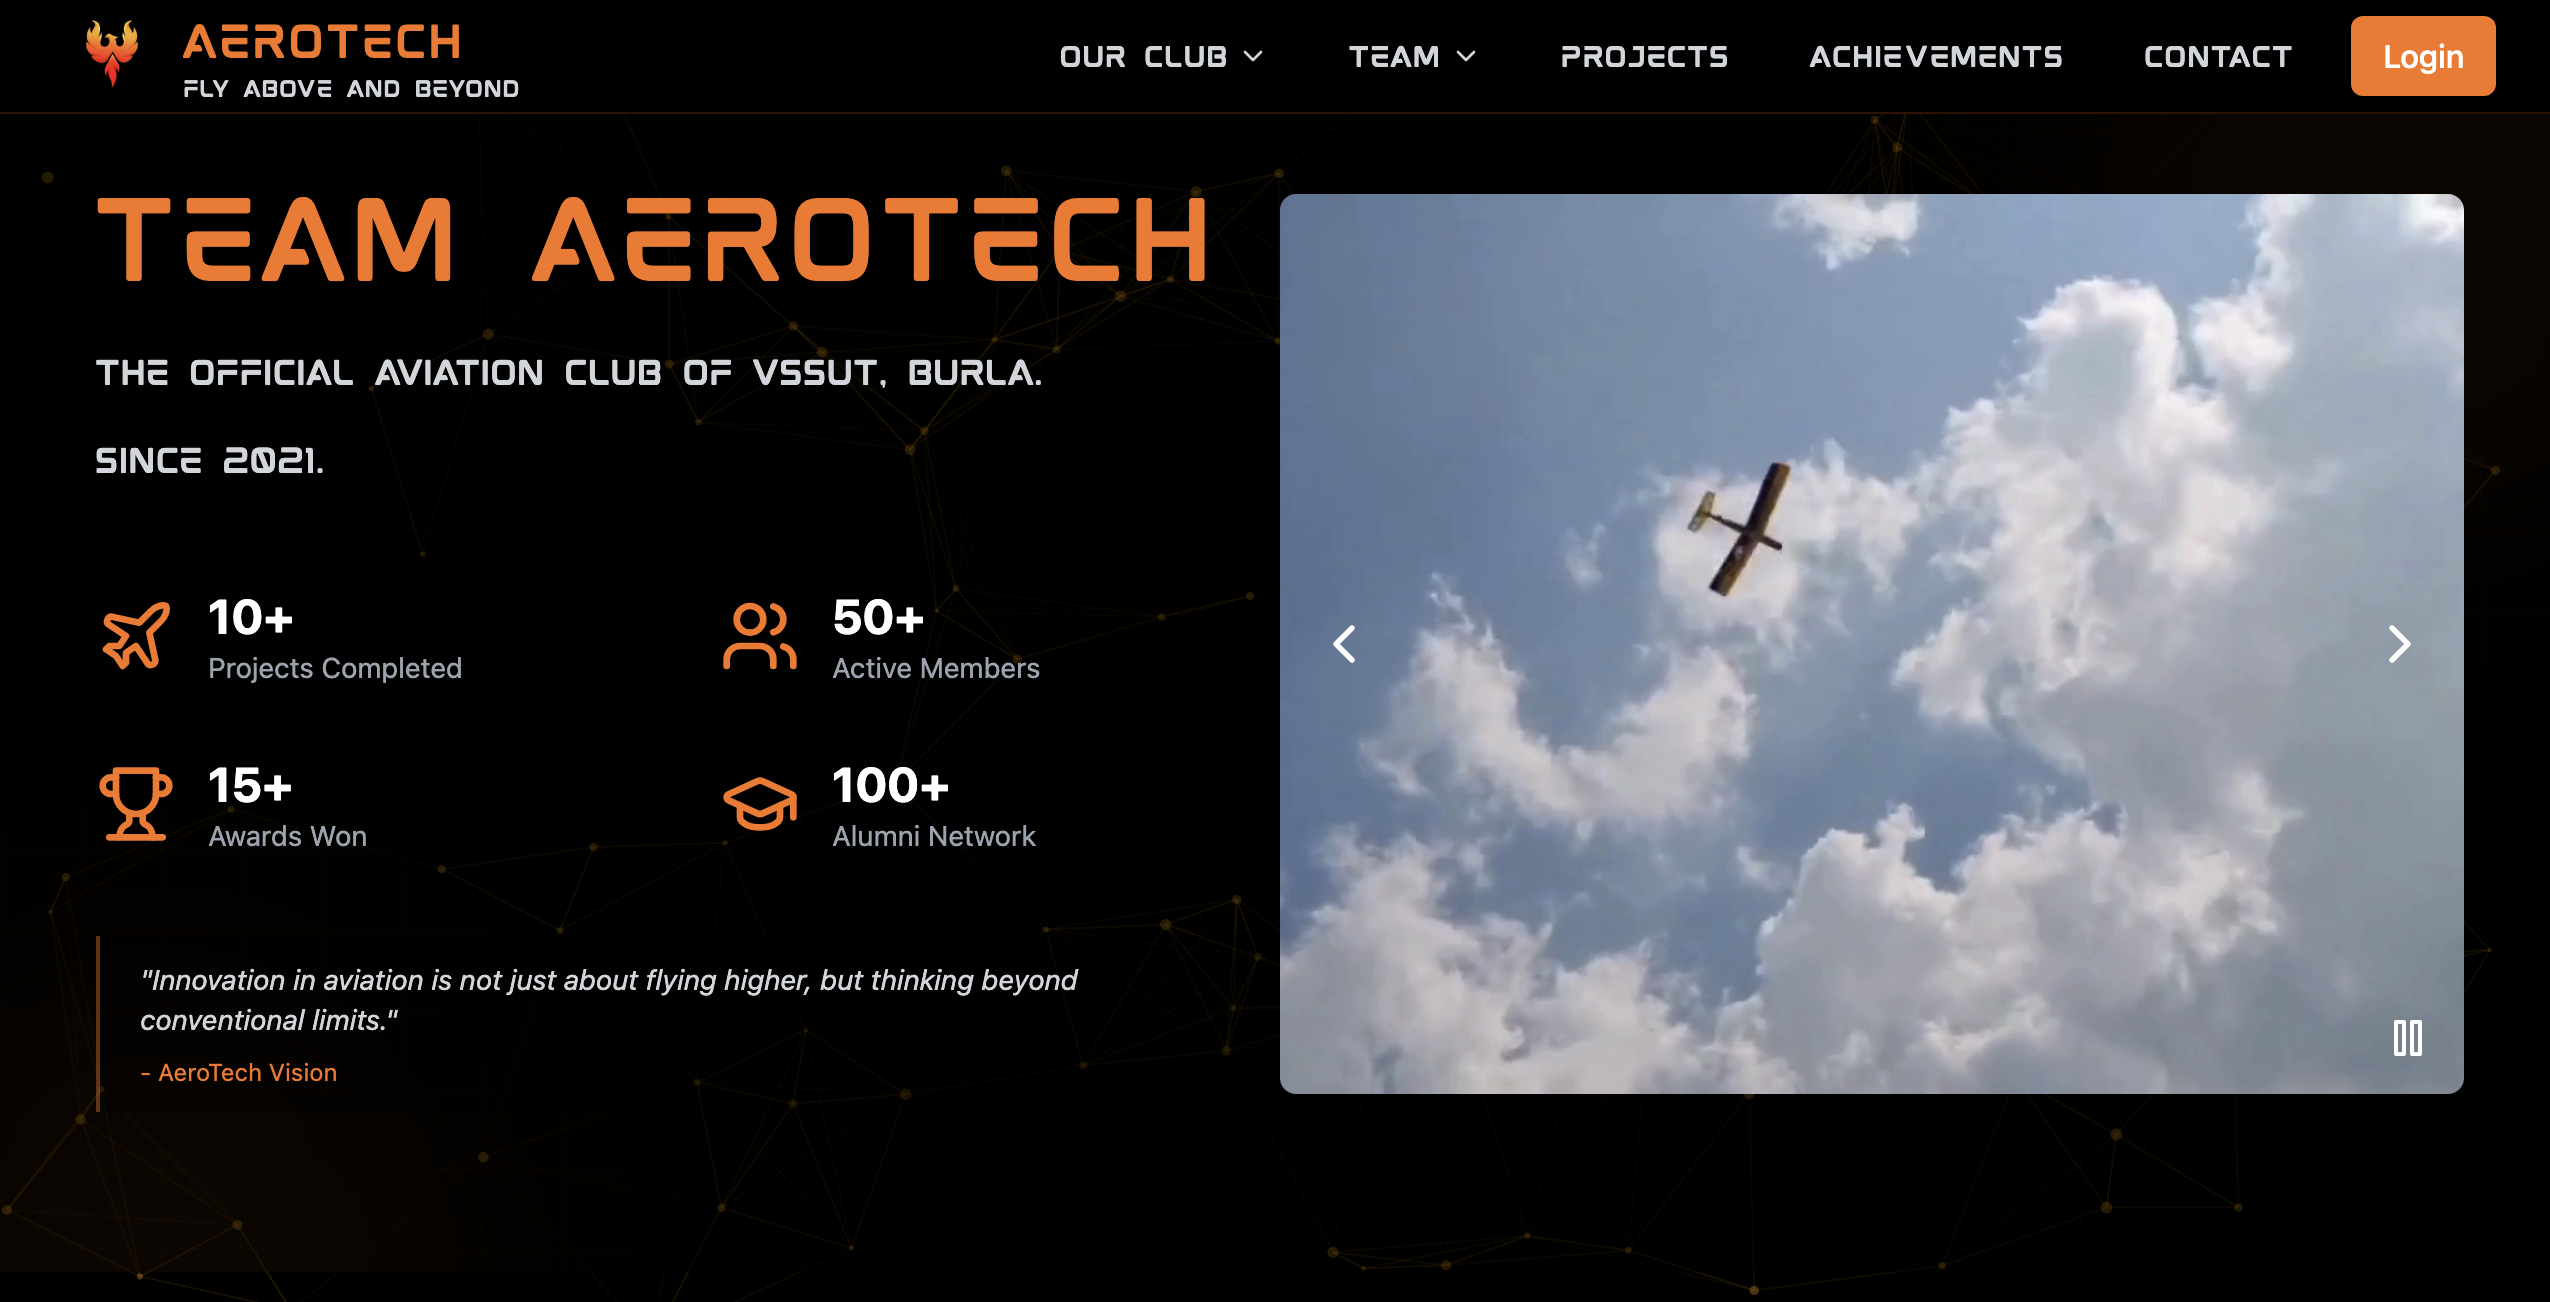 AEROTECH
FLY ABOVE AND BEYOND
OUR CLUB
TEAM
PROJECTS
ACHIEVEMENTS
CONTACT
Login
TEAM AEROTECH
THE OFFICIAL AVIATION CLUB OF VSSUT, BURLA.
SINCE 2021.
10+
Projects Completed
50+
Active Members
15+
Awards Won
100+
Alumni Network
"Innovation in aviation is not just about flying higher, but thinking beyond
conventional limits."
- AeroTech Vision